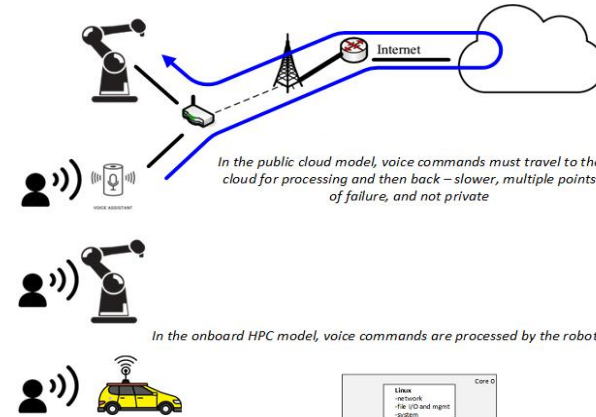 Internet
In the public cloud model, voice commands must travel to the
cloud for processing and then back – slower, multiple points
of failure, and not private
VOICE ASSISTANT
In the onboard HPC model, voice commands are processed by the robot
Core 0
Linux
-network
-file I/O and mgmt
-system